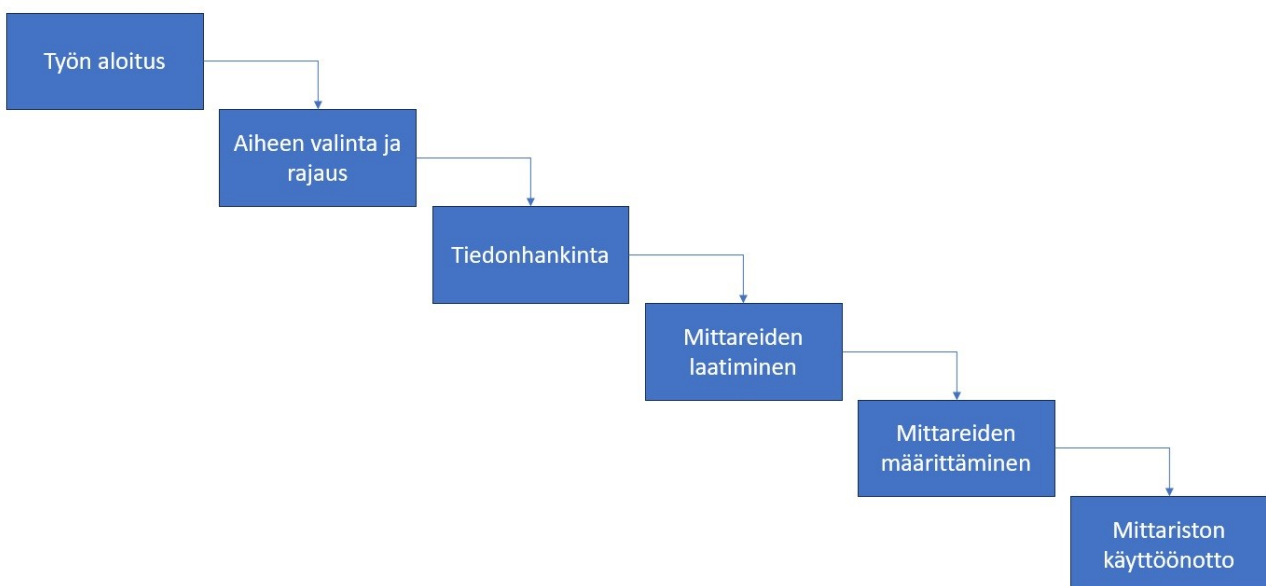 Työn aloitus
Aiheen valinta ja
rajaus
Tiedonhankinta
Mittareiden
laatiminen
Mittareiden
määrittäminen
Mittariston
käyttöönotto